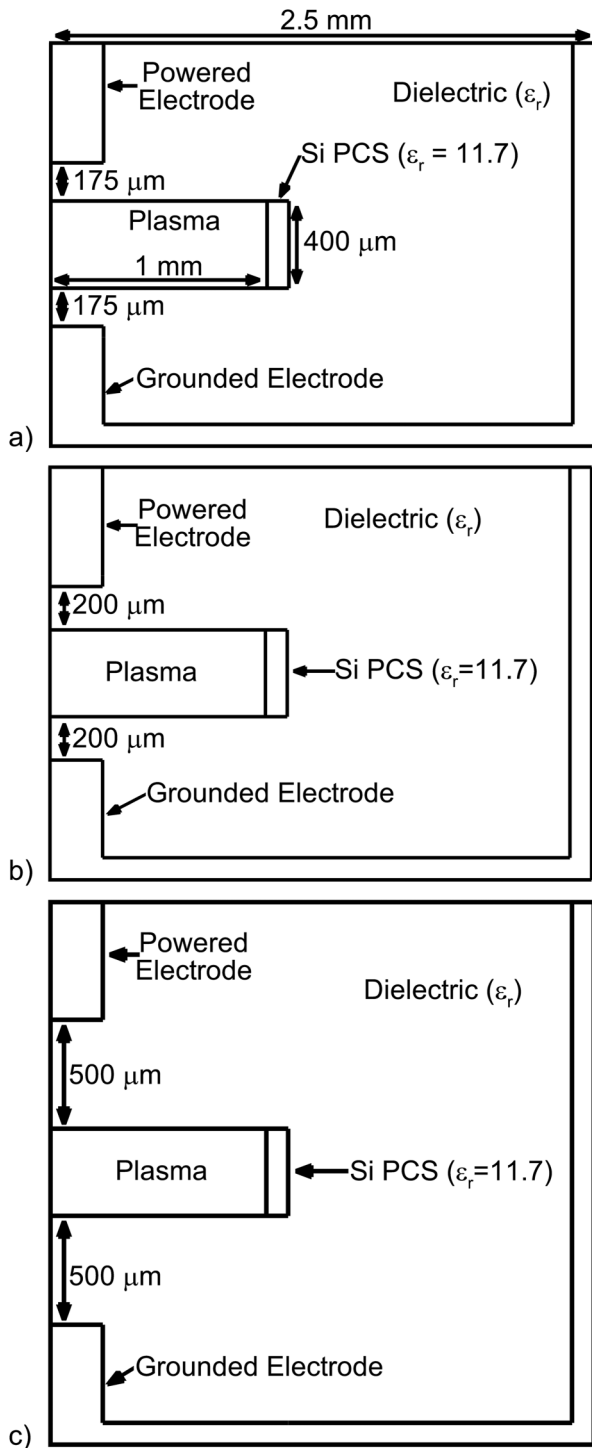 2.5 mm
Powered
Electrode
Dielectric (εr)
Si PCS (εr = 11.7)
175 μm
Plasma
400 μm
1 mm
175 μm
Grounded Electrode
a)
Powered
Electrode
Dielectric (εr)
200 μm
Plasma
Si PCS (εr=11.7)
200 μm
Grounded Electrode
b)
Powered
Electrode
Dielectric (εr)
500 μm
Plasma
Si PCS (εr=11.7)
500 μm
Grounded Electrode
c)